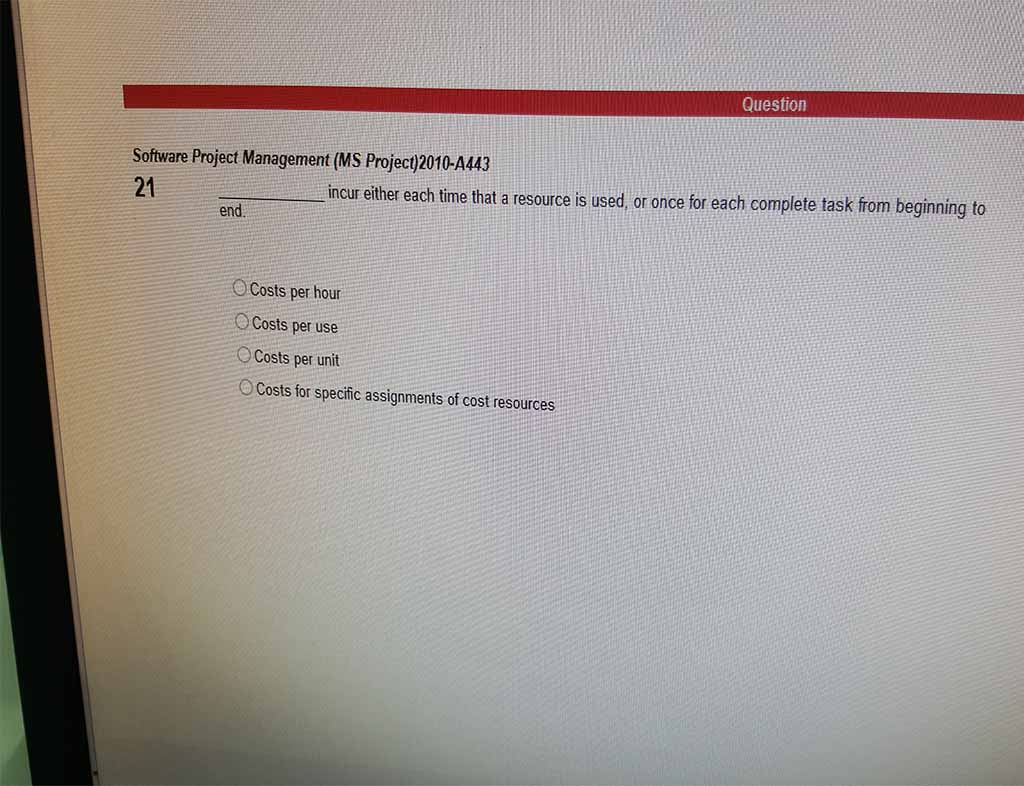 Question
Software Project Management (MS Project)2010-A443
21
____________ incur either each time that a resource is used, or once for each complete task from beginning to
end.
Costs per hour
Costs per use
Costs per unit
Costs for specific assignments of cost resources